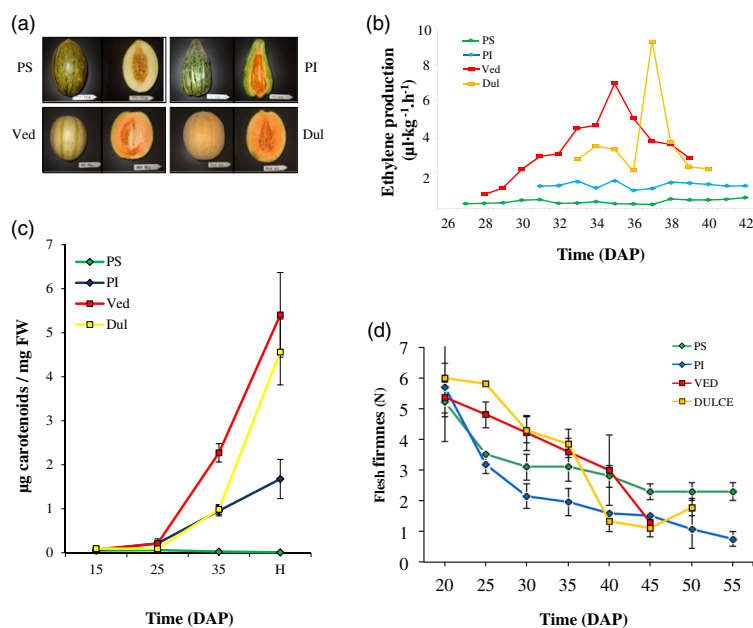 (a)
PS
PI
Ved
Dul
(b)
PS
PI
Ved
Dul
Ethylene production
(µl·kg⁻¹.h⁻¹)
10
8
6
4
2
26 28 30 32 34 36 38 40 42
Time (DAP)
(c)
PS
PI
Ved
Dul
µg carotenoids / mg FW
7
6
5
4
3
2
1
0
15 25 35 H
Time (DAP)
(d)
PS
PI
VED
DULCE
Flesh firmnes (N)
7
6
5
4
3
2
1
0
20 25 30 35 40 45 50 55
Time (DAP)